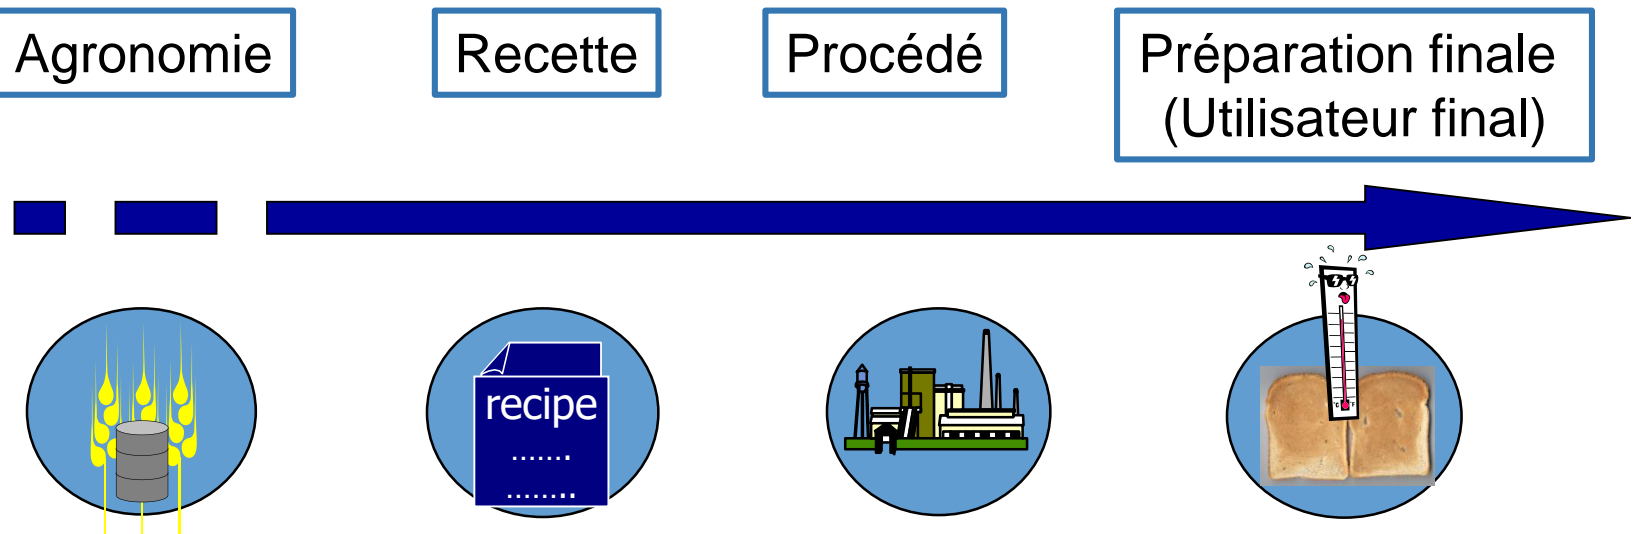 Agronomie
Recette
Procédé
Préparation finale
(Utilisateur final)
recipe
.......
........
°C °F